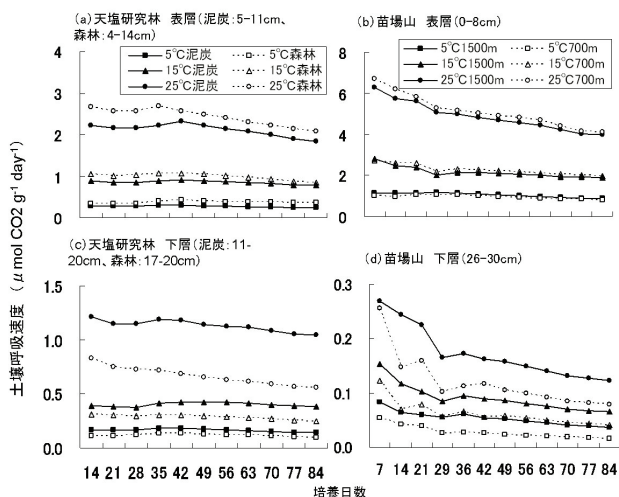 (a)天塩研究林 表層(泥炭:5-11cm、
森林:4-14cm)
(b)苗場山 表層(0-8cm)
4
3
2
1
0
5℃泥炭
5℃森林
15℃泥炭
15℃森林
25℃泥炭
25℃森林
8
6
4
2
0
5℃1500m
5℃700m
15℃1500m
15℃700m
25℃1500m
25℃700m
土壌呼吸速度 (μmol CO2 g-1 day-1)
(c)天塩研究林 下層(泥炭:11-
20cm、森林:17-20cm)
(d)苗場山 下層(26-30cm)
1.5
1.0
0.5
0.0
0.3
0.2
0.1
0.0
14 21 28 35 42 49 56 63 70 77 84
7 14 21 29 36 42 49 56 63 70 77 84
培養日数